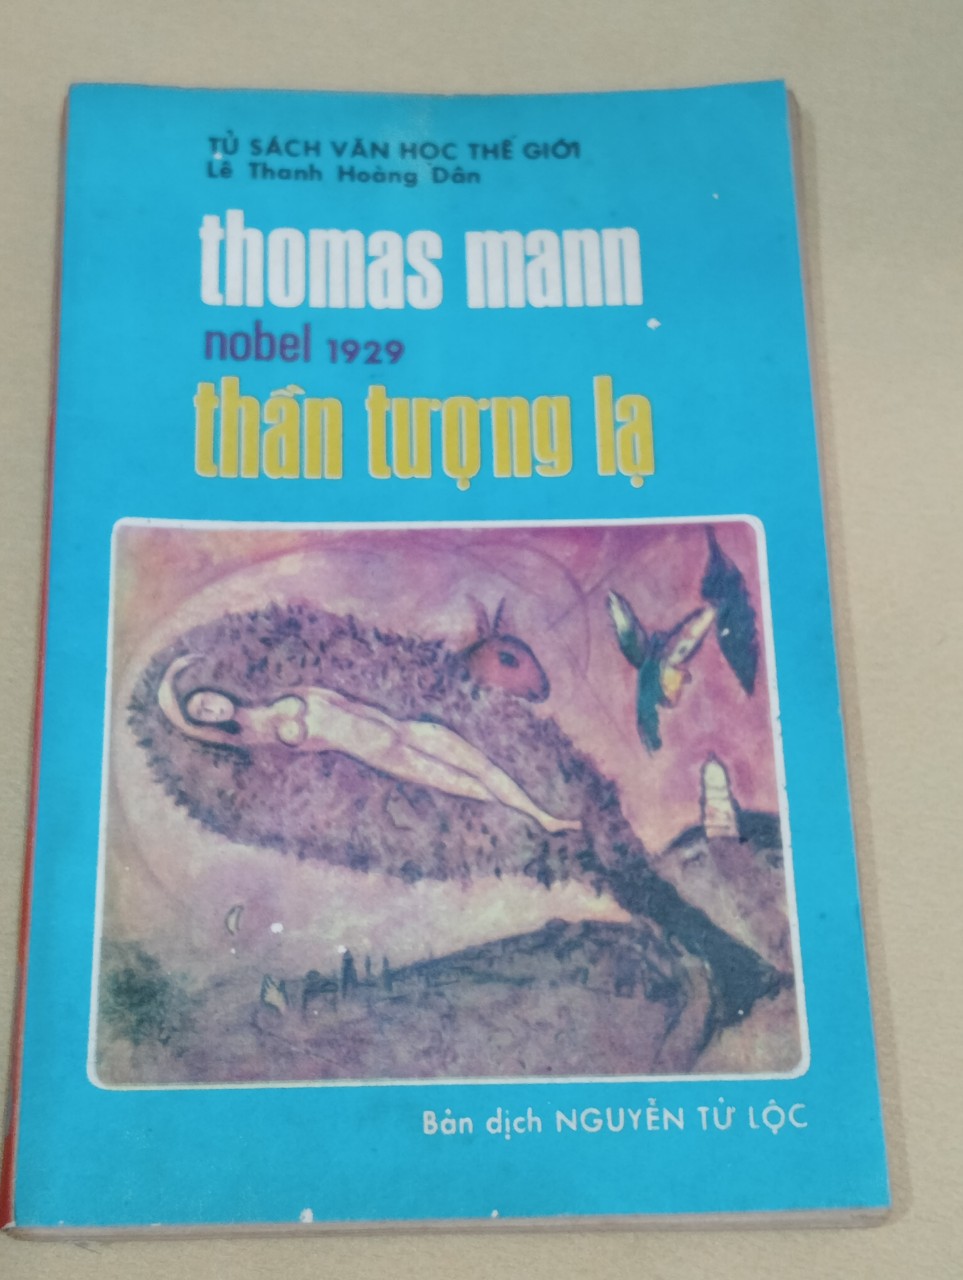 TỦ SÁCH VĂN HỌC THẾ GIỚI
Lê Thanh Hoàng Dân
thomas mann
nobel 1929
thần tượng lạ
Bản dịch NGUYỄN TỬ LỘC